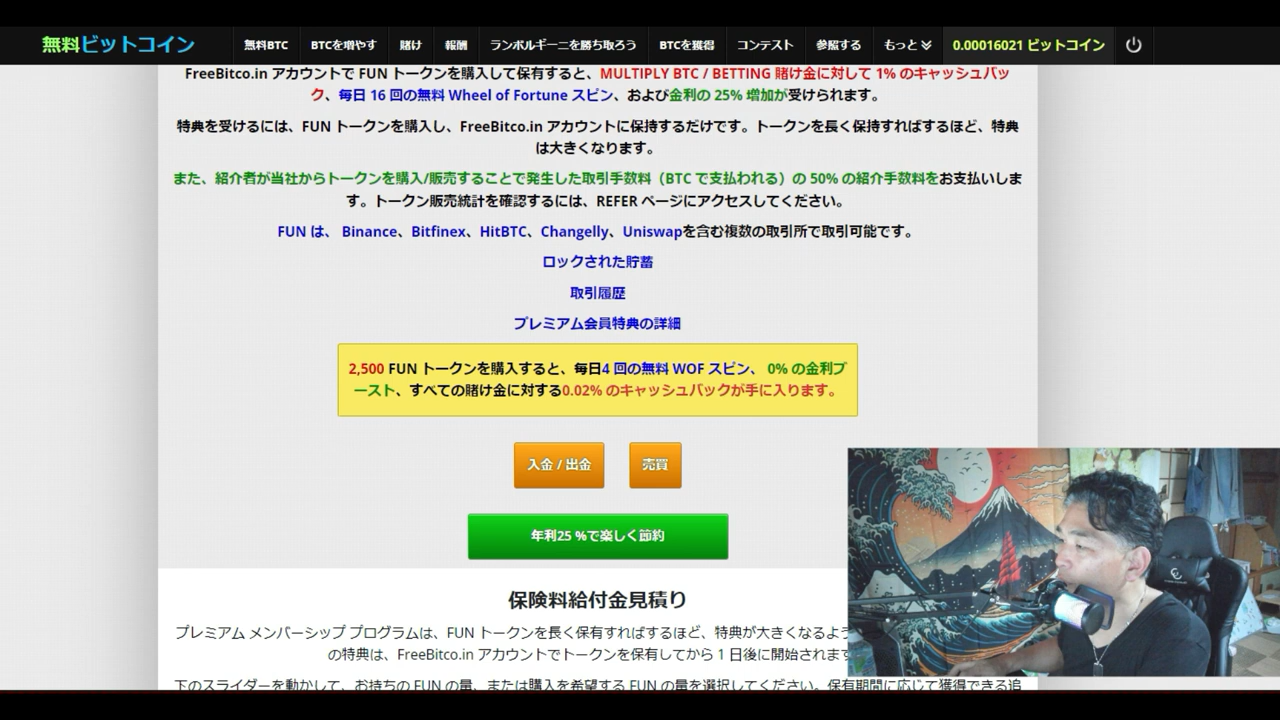 無料ビットコイン 無料BTC BTCを増やす 賭け 報酬 ランボルギーニを勝ち取ろう BTCを獲得 コンテスト 参照する もっと 0.00016021 ビットコイン
FreeBitco.in アカウントで FUN トークンを購入して保有すると、MULTIPLY BTC / BETTING 賭け金に対して 1% のキャッシュバッ
ク、毎日 16 回の無料 Wheel of Fortune スピン、および金利の 25% 増加が受けられます。
特典を受けるには、FUN トークンを購入し、FreeBitco.in アカウントに保持するだけです。トークンを長く保持すればするほど、特典
は大きくなります。
また、紹介者が当社からトークンを購入/販売することで発生した取引手数料（BTC で支払われる）の 50% の紹介手数料をお支払いしま
す。トークン販売統計を確認するには、REFER ページにアクセスしてください。
FUN は、 Binance、Bitfinex、HitBTC、Changelly、Uniswapを含む複数の取引所で取引可能です。
ロックされた貯蓄
取引履歴
プレミアム会員特典の詳細
2,500 FUN トークンを購入すると、毎日4 回の無料 WOF スピン、 0% の金利ブ
ースト、すべての賭け金に対する0.02% のキャッシュバックが手に入ります。
入金 / 出金 売買
年利25 %で楽しく節約
保険料給付金見積り
プレミアム メンバーシップ プログラムは、FUN トークンを長く保有すればするほど、特典が大きくなるよう
の特典は、FreeBitco.in アカウントでトークンを保有してから 1 日後に開始されます
下のスライダーを動かして、お持ちの FUN の量、または購入を希望する FUN の量を選択してください。保有期間に応じて獲得できる追